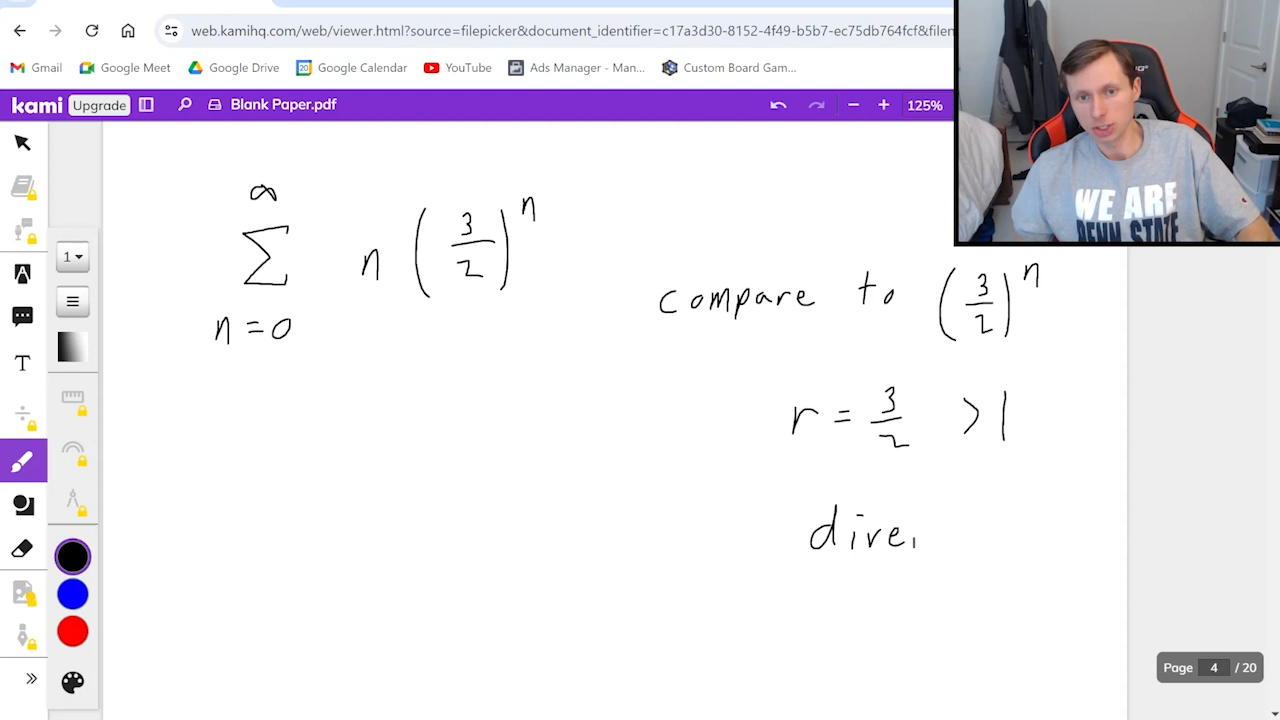 web.kamihq.com/web/viewer.html?source=filepicker&document_identifier=c17a3d30-8152-4f49-b5b7-ec75db764fcf&filen
Gmail Google Meet Google Drive 20 Google Calendar YouTube Ads Manager - Man... Custom Board Gam...
kami Upgrade Blank Paper.pdf 125%
WE ARE
PENN STATE
∞
Σ n (3/2)^n
n = 0
compare to (3/2)^n
1
r = 3/2 > 1
T
dive
Page 4 / 20